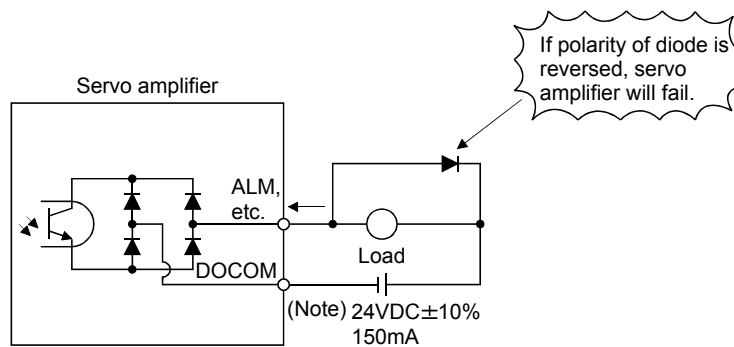 If polarity of diode is
reversed, servo
amplifier will fail.
Servo amplifier
ALM,
etc.
Load
DOCOM
(Note) 24VDC±10%
150mA